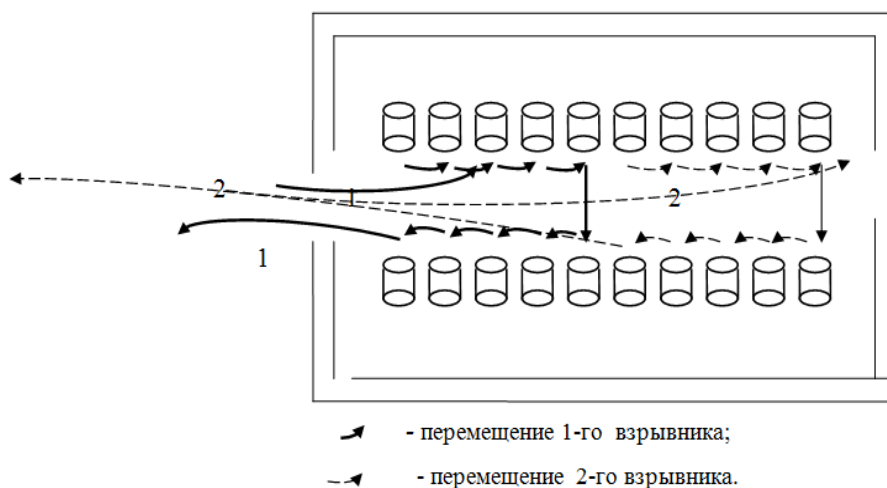 2
1
2
1
- перемещение 1-го взрывника;
- перемещение 2-го взрывника.